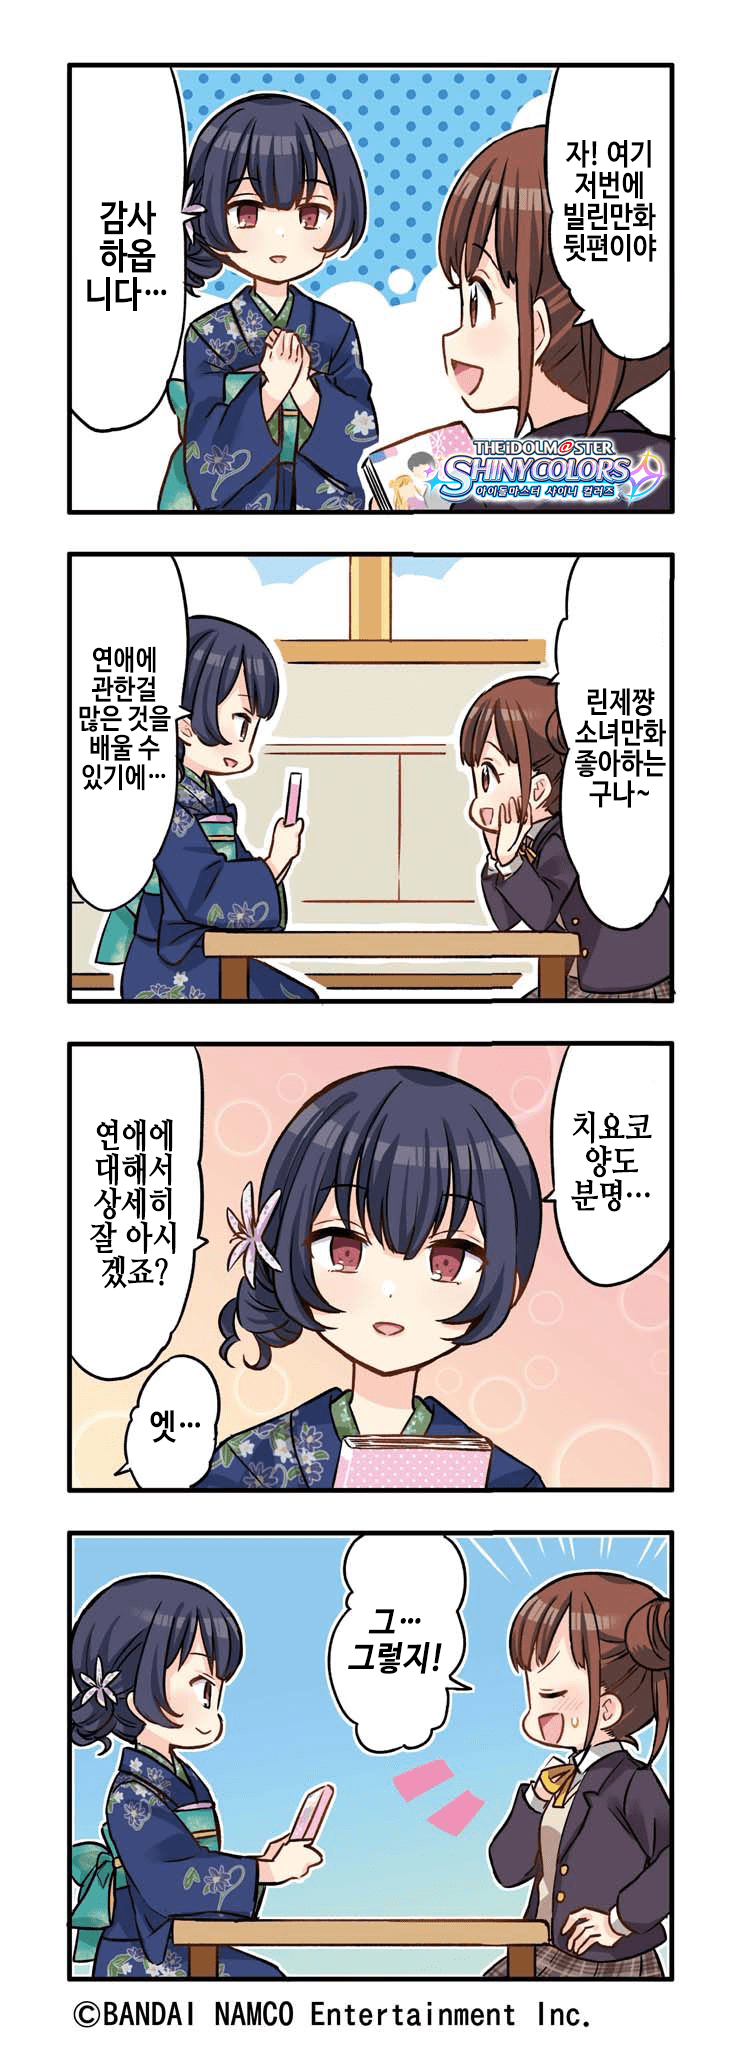 자! 여기
저번에
빌린만화
뒷편이야
감사
하옵
니다…
THE iDOLM@STER
SHINYCOLORS
아이돌마스터 샤이니 컬러즈
린제쨩
소녀만화
좋아하는
구나~
연애에
관한걸
많은 것을
배울 수
있기에…
치요코
양도
분명…
연애에
대해서
상세히
잘 아시
겠죠?
엣…
그…
그렇지!
©BANDAI NAMCO Entertainment Inc.